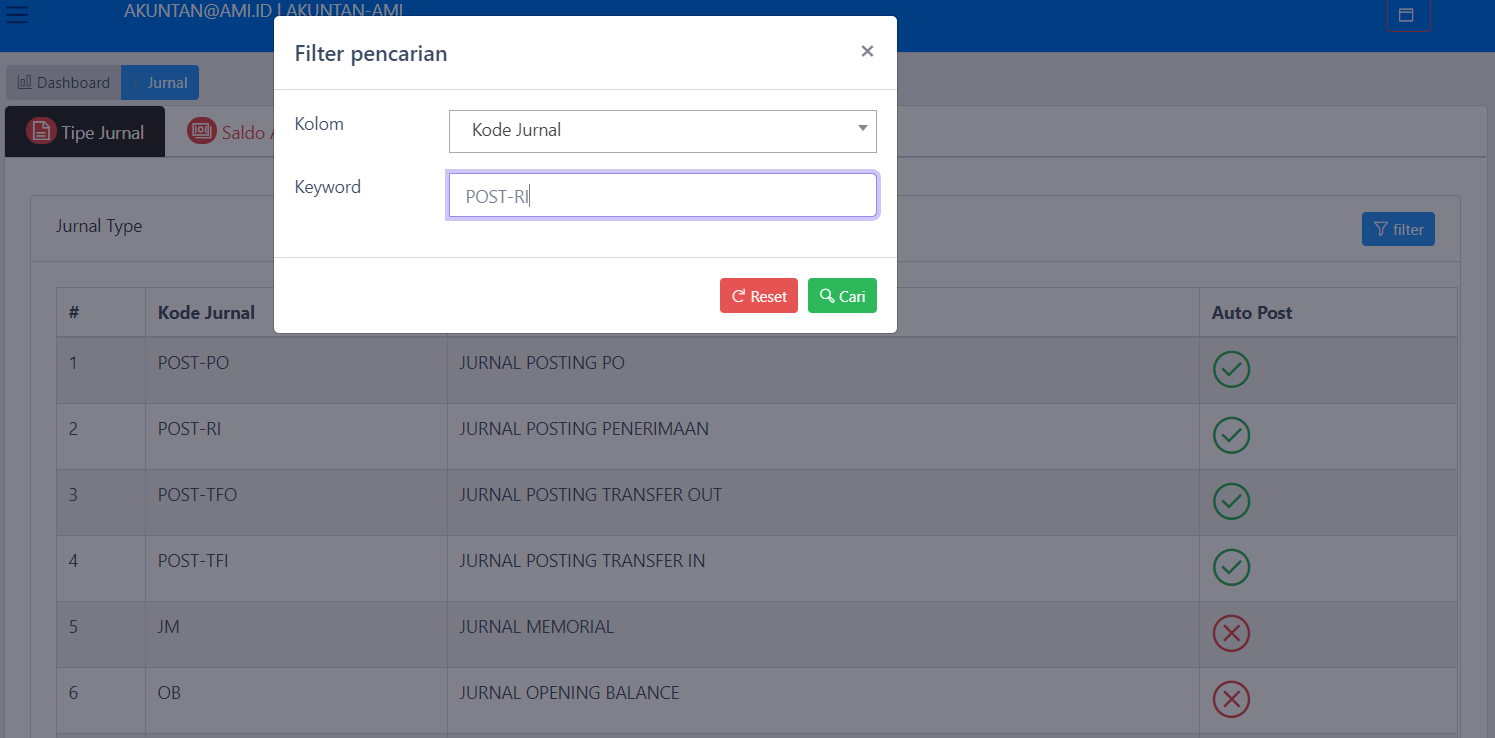 AKUNTAN@AMI.ID | AKUNTAN-AMI
Filter pencarian
×
Dashboard
Jurnal
Tipe Jurnal
Saldo
Kolom
Kode Jurnal
Keyword
POST-RI
Jurnal Type
filter
Reset
Cari
# Kode Jurnal Auto Post
1 POST-PO JURNAL POSTING PO
2 POST-RI JURNAL POSTING PENERIMAAN
3 POST-TFO JURNAL POSTING TRANSFER OUT
4 POST-TFI JURNAL POSTING TRANSFER IN
5 JM JURNAL MEMORIAL
6 OB JURNAL OPENING BALANCE